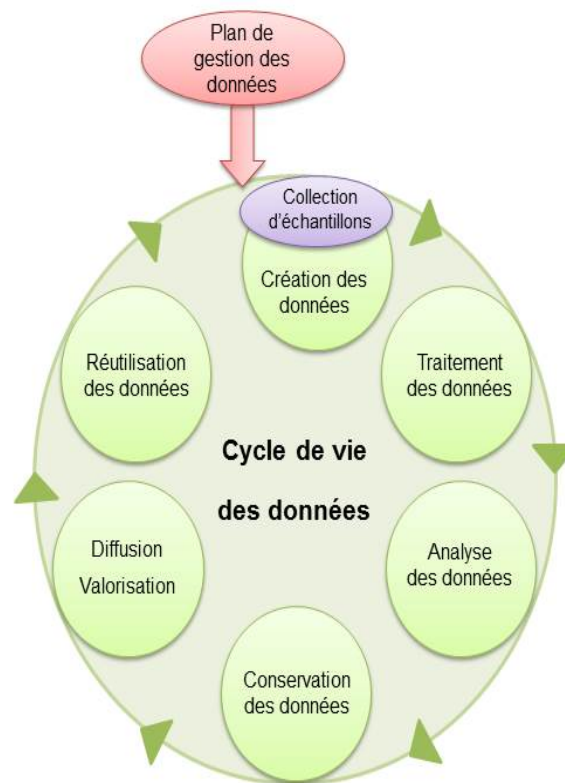 Plan de
gestion des
données
Collection
d'échantillons
Création des
données
Traitement
des données
Analyse
des données
Conservation
des données
Diffusion
Valorisation
Réutilisation
des données
Cycle de vie
des données